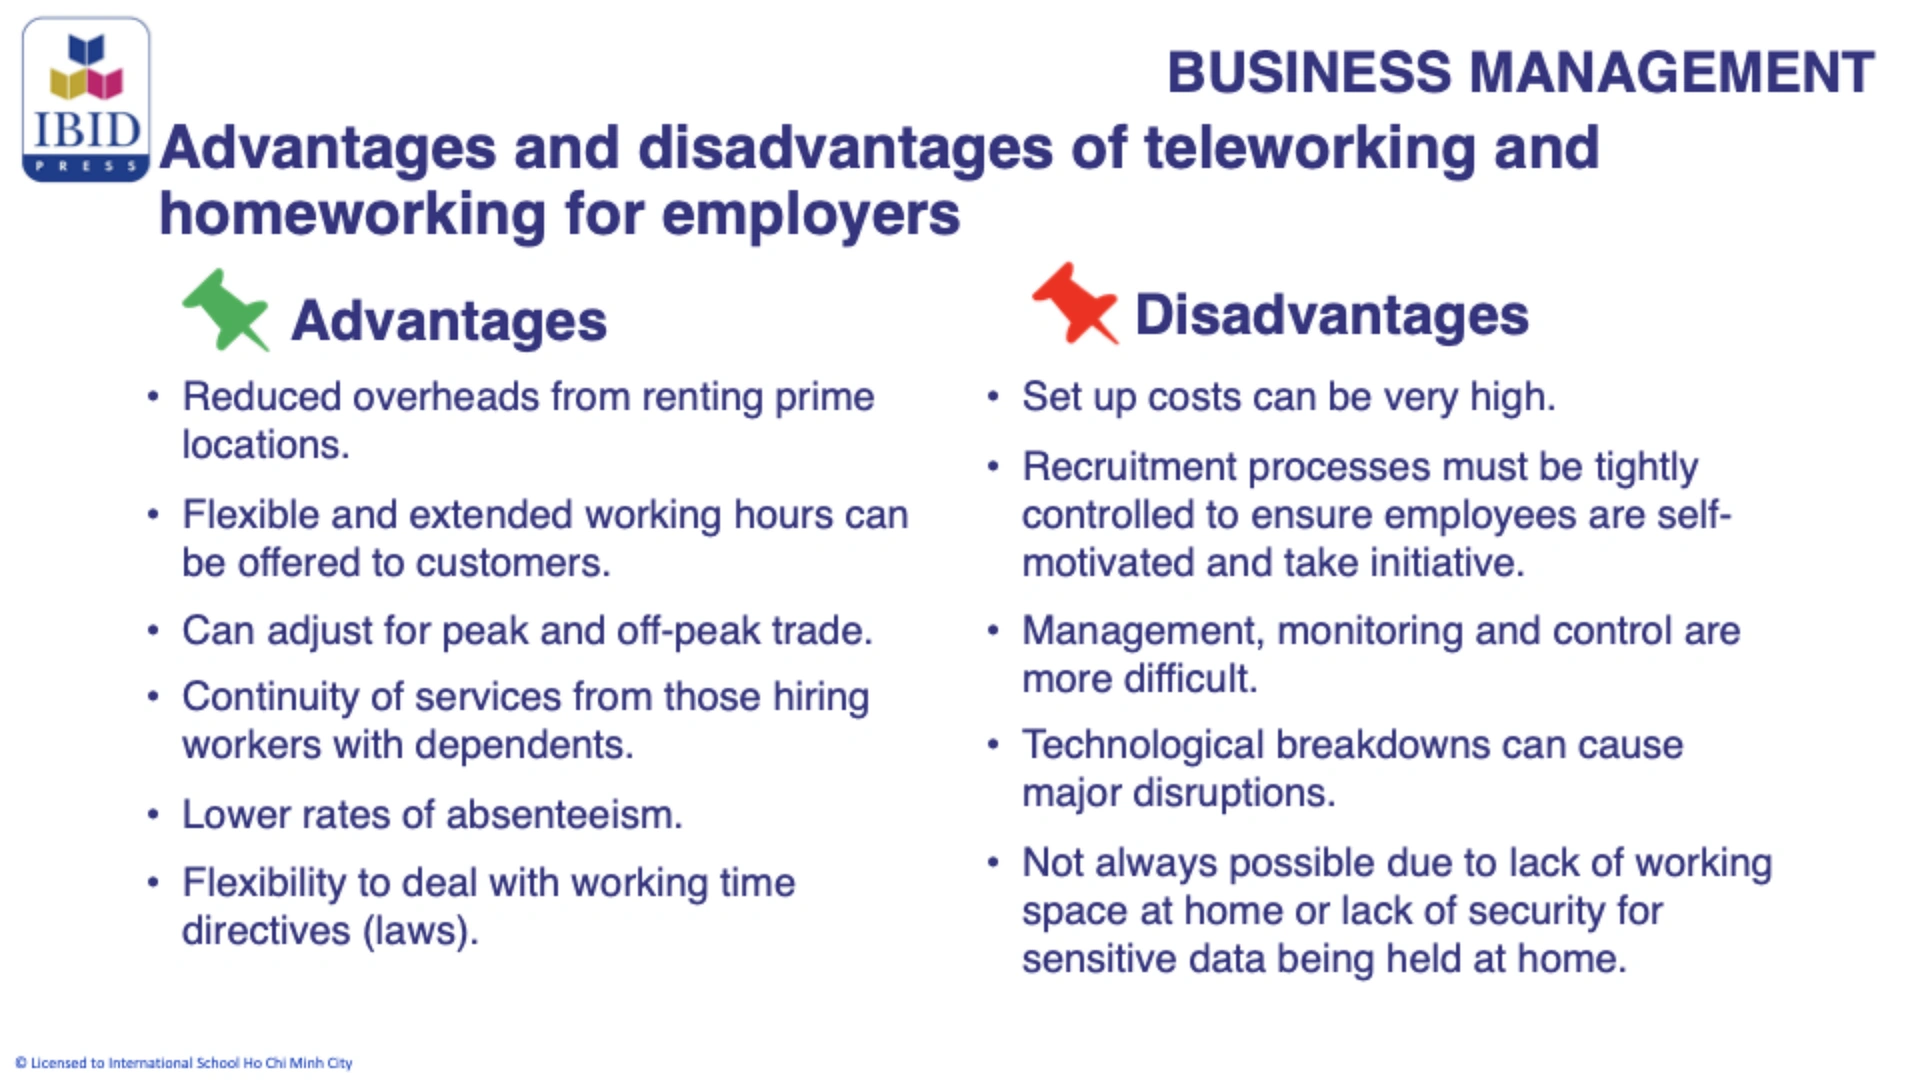 IBID
PRESS
BUSINESS MANAGEMENT
Advantages and disadvantages of teleworking and
homeworking for employers
Advantages
• Reduced overheads from renting prime
locations.
• Flexible and extended working hours can
be offered to customers.
• Can adjust for peak and off-peak trade.
• Continuity of services from those hiring
workers with dependents.
• Lower rates of absenteeism.
• Flexibility to deal with working time
directives (laws).
Disadvantages
• Set up costs can be very high.
• Recruitment processes must be tightly
controlled to ensure employees are self-
motivated and take initiative.
• Management, monitoring and control are
more difficult.
• Technological breakdowns can cause
major disruptions.
• Not always possible due to lack of working
space at home or lack of security for
sensitive data being held at home.
© Licensed to International School Ho Chi Minh City